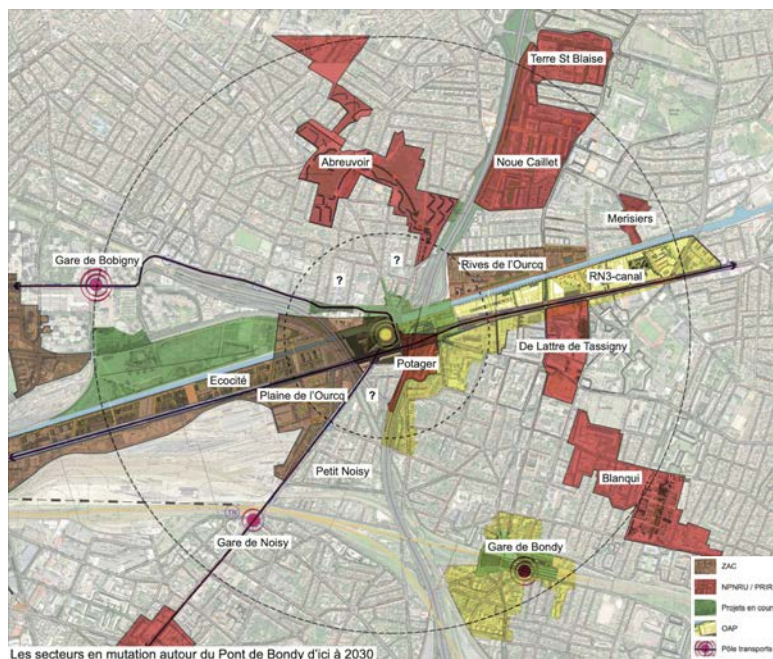 Terre St Blaise
Abreuvoir
Noue Caillet
Merisiers
Gare de Bobigny
?
?
Rives de l'Ourcq
RN3-canal
Potager
De Lattre de Tassigny
Ecocité
Plaine de l'Ourcq
?
Petit Noisy
Blanqui
Gare de Noisy
Gare de Bondy
ZAC
NPNRU / PRIR
Projets en cours
OAP
Pôle transports
Les secteurs en mutation autour du Pont de Bondy d'ici à 2030